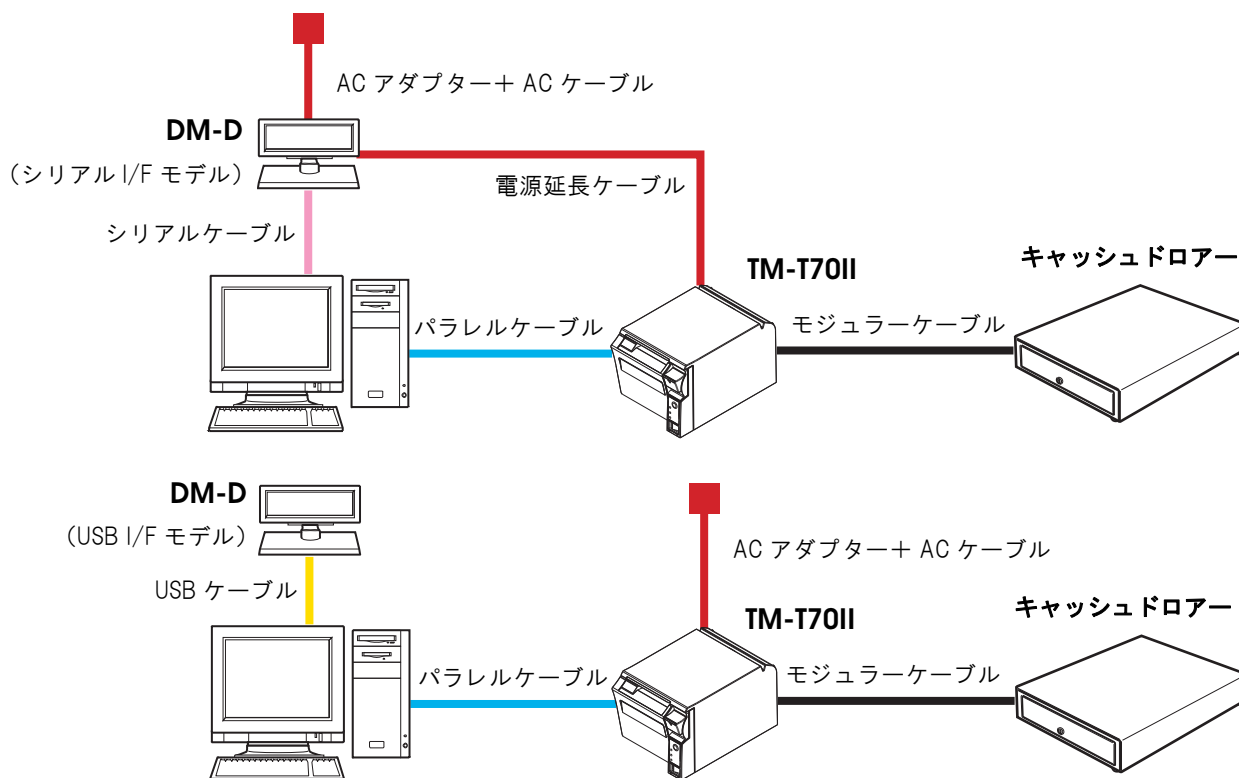 AC アダプター＋ AC ケーブル
DM-D
（シリアル I/F モデル）
電源延長ケーブル
シリアルケーブル
TM-T70II
キャッシュドロアー
パラレルケーブル
モジュラーケーブル
DM-D
（USB I/F モデル）
AC アダプター＋ AC ケーブル
USB ケーブル
TM-T70II
キャッシュドロアー
パラレルケーブル
モジュラーケーブル